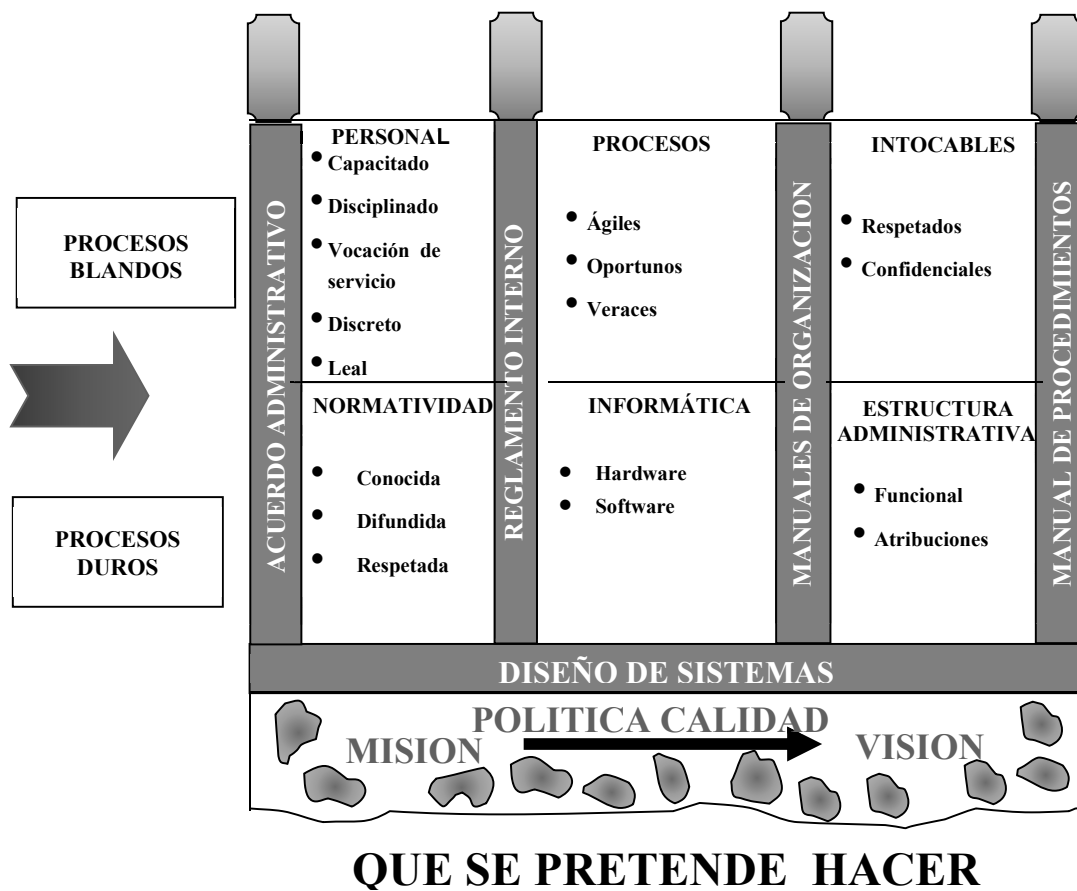 PROCESOS
BLANDOS
PROCESOS
DUROS
ACUERDO ADMINISTRATIVO
PERSONAL
Capacitado
Disciplinado
Vocación de
servicio
Discreto
Leal
NORMATIVIDAD
Conocida
Difundida
Respetada
REGLAMENTO INTERNO
PROCESOS
Ágiles
Oportunos
Veraces
INFORMÁTICA
Hardware
Software
MANUALES DE ORGANIZACION
INTOCABLES
Respetados
Confidenciales
ESTRUCTURA
ADMINISTRATIVA
Funcional
Atribuciones
MANUAL DE PROCEDIMIENTOS
DISEÑO DE SISTEMAS
POLITICA CALIDAD
MISION
VISION
QUE SE PRETENDE HACER